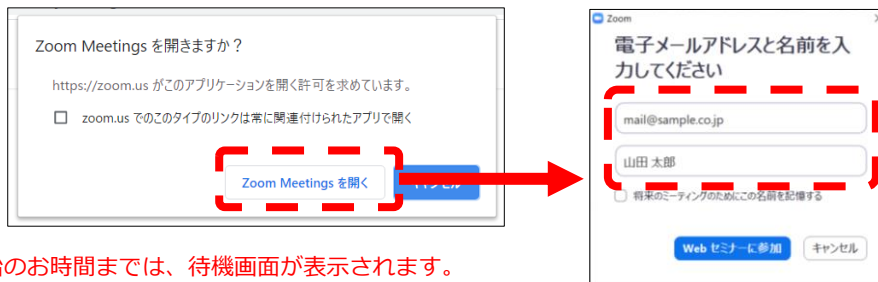 Zoom Meetings を開きますか？
https://zoom.us がこのアプリケーションを開く許可を求めています。
zoom.us でのこのタイプのリンクは常に関連付けられたアプリで開く
Zoom Meetings を開く
のお時間までは、待機画面が表示されます。
Zoom
電子メールアドレスと名前を入
力してください
mail@sample.co.jp
山田 太郎
将来のミーティングのためにこの名前を記憶する
Web セミナーに参加
キャンセル